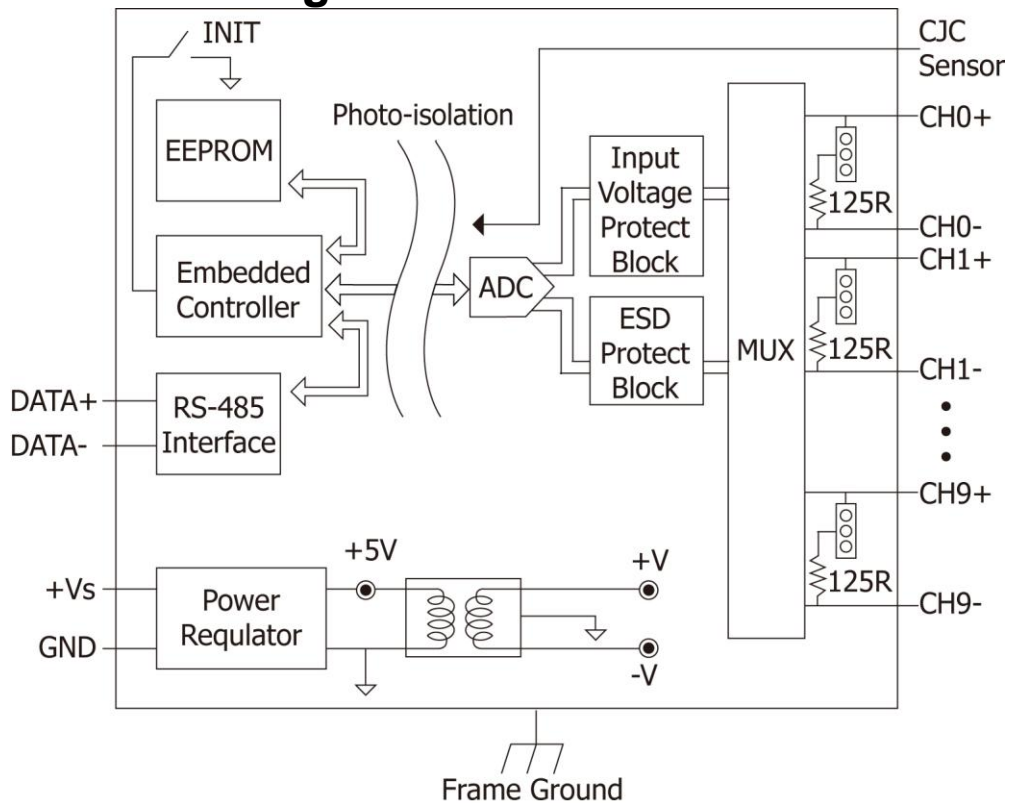 INIT
CJC
Sensor
EEPROM
Photo-isolation
Input
Voltage
Protect
Block
CH0+
125R
CH0-
CH1+
Embedded
Controller
ADC
ESD
Protect
Block
MUX
125R
CH1-
DATA+
DATA-
RS-485
Interface
CH9+
125R
CH9-
+Vs
GND
Power
Requlator
+5V
+V
-V
Frame Ground